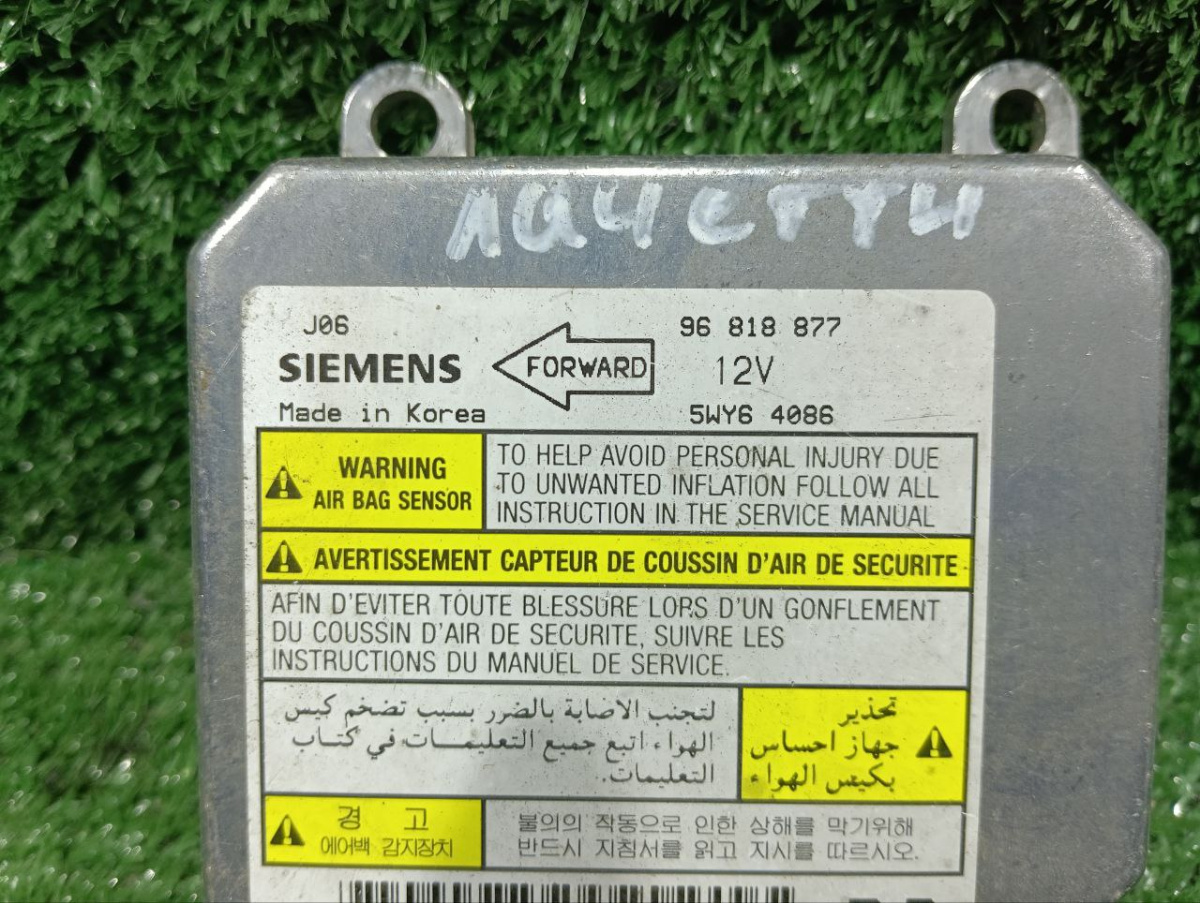 лачетти
J06
SIEMENS
Made in Korea
FORWARD
96 818 877
12V
5WY6 4086
WARNING
AIR BAG SENSOR
TO HELP AVOID PERSONAL INJURY DUE
TO UNWANTED INFLATION FOLLOW ALL
INSTRUCTION IN THE SERVICE MANUAL
AVERTISSEMENT CAPTEUR DE COUSSIN D'AIR DE SECURITE
AFIN D'EVITER TOUTE BLESSURE LORS D'UN GONFLEMENT
DU COUSSIN D'AIR DE SECURITE, SUIVRE LES
INSTRUCTIONS DU MANUEL DE SERVICE.
تحذير
جهاز احساس
بكيس الهواء
لتجنب الاصابة بالضرر بسبب تضخم كيس
الهواء اتبع جميع التعليمـــات في كتـاب
التعليمات.
경 고
에어백 감지장치
불의의 작동으로 인한 상해를 막기위해
반드시 지침서를 읽고 지시를 따르시오.